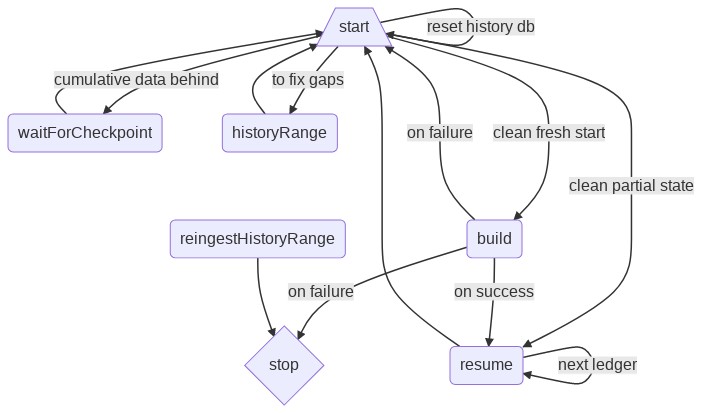 start
reset history db
cumulative data behind
to fix gaps
waitForCheckpoint
historyRange
on failure
clean fresh start
clean partial state
reingestHistoryRange
build
on failure
on success
stop
resume
next ledger